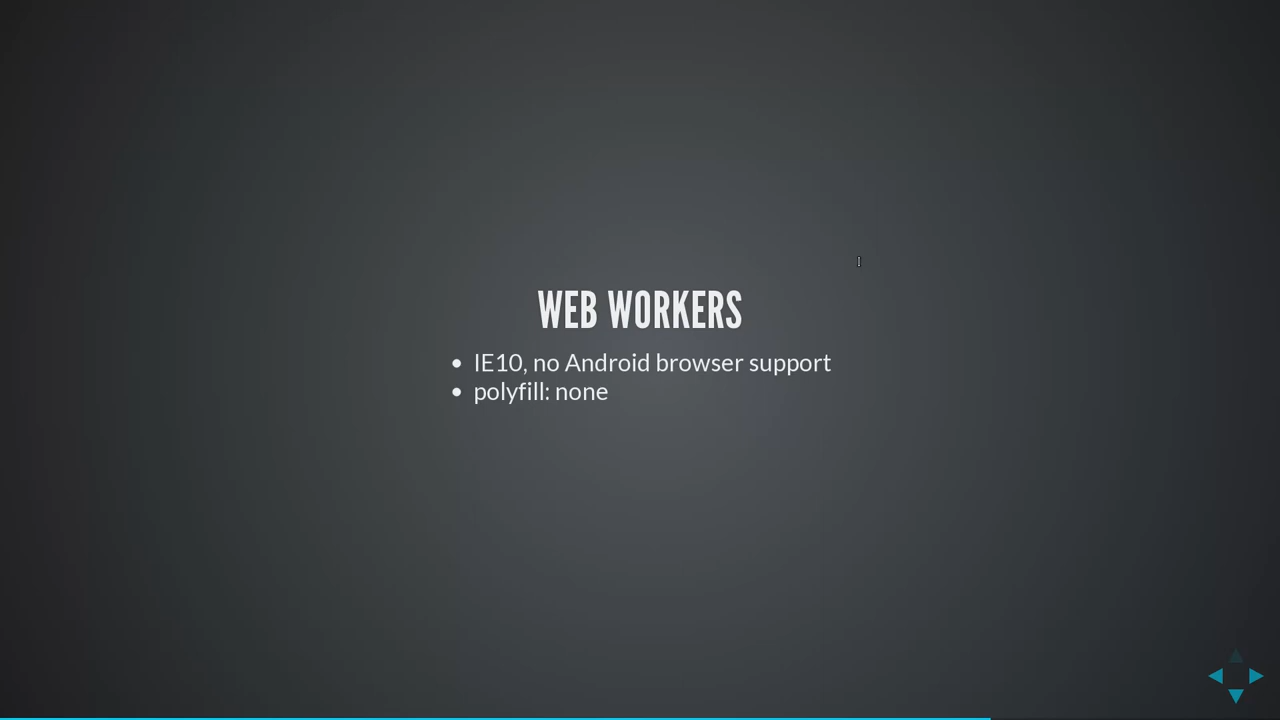 WEB WORKERS
• IE10, no Android browser support
• polyfill: none